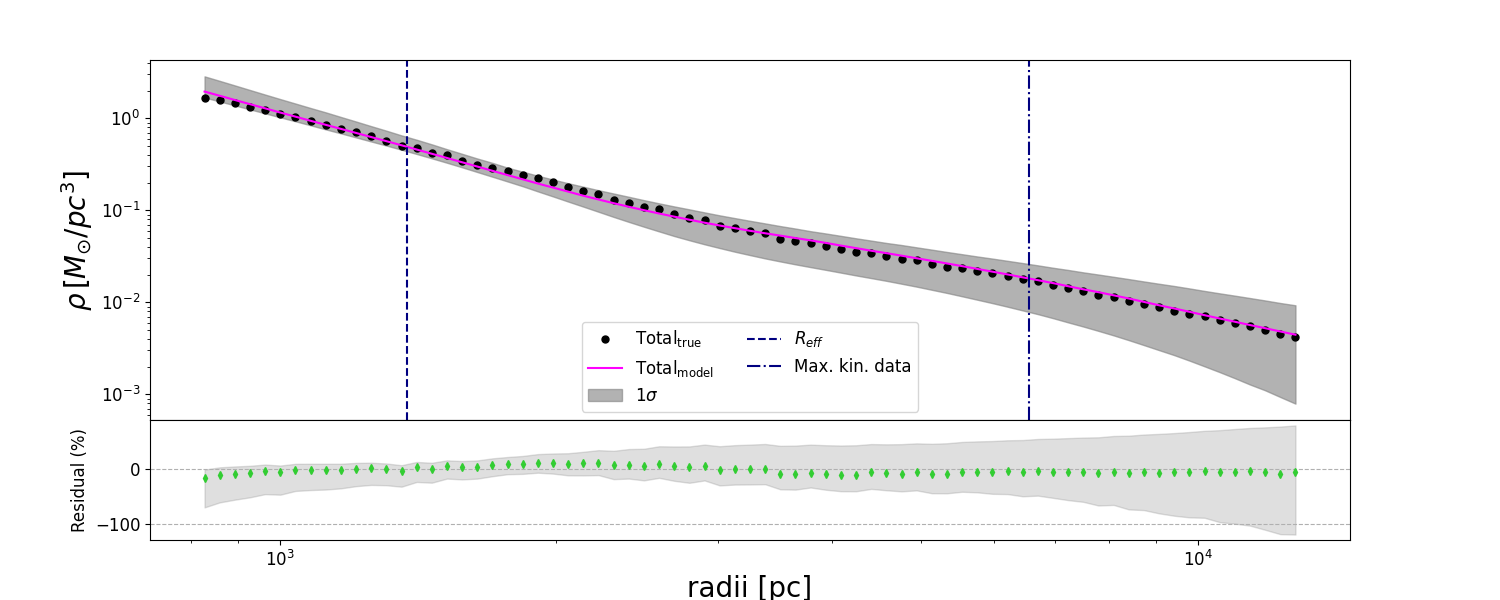 ρ [M⊙/pc³]
10⁰
10⁻¹
10⁻²
10⁻³
Total_true
Total_model
1σ
R_eff
Max. kin. data
Residual (%)
0
−100
10³
10⁴
radii [pc]